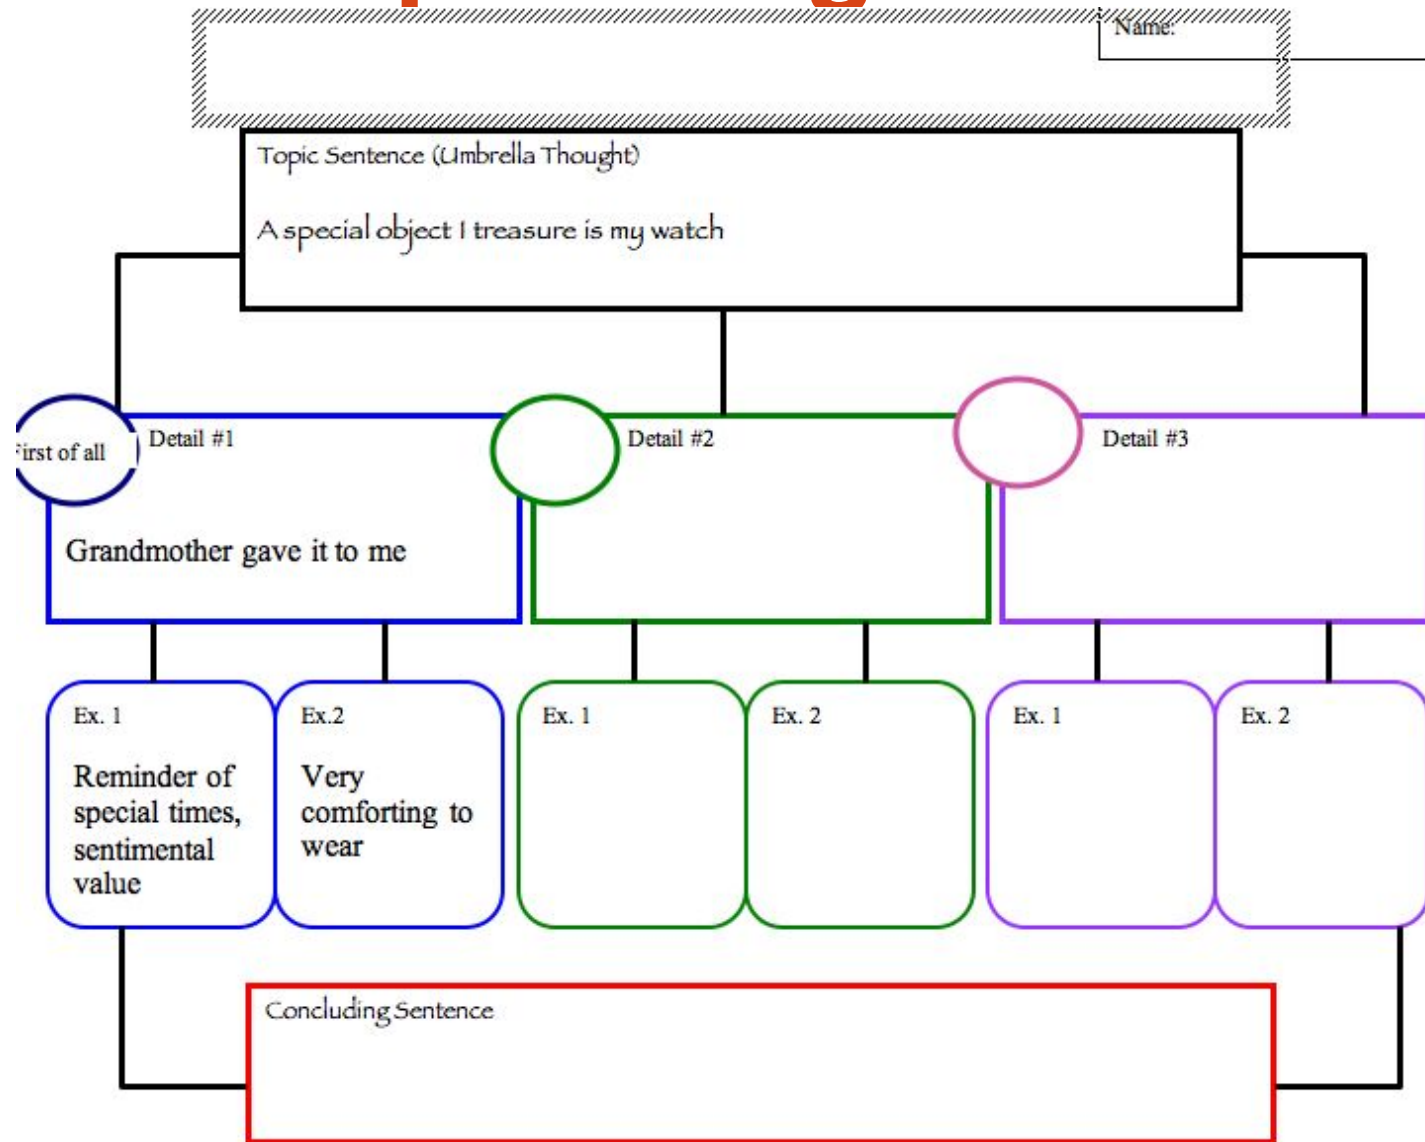 Name:
Topic Sentence (Umbrella Thought)
A special object I treasure is my watch
First of all
Detail #1
Grandmother gave it to me
Detail #2
Detail #3
Ex. 1
Reminder of
special times,
sentimental
value
Ex.2
Very
comforting to
wear
Ex. 1
Ex. 2
Ex. 1
Ex. 2
Concluding Sentence